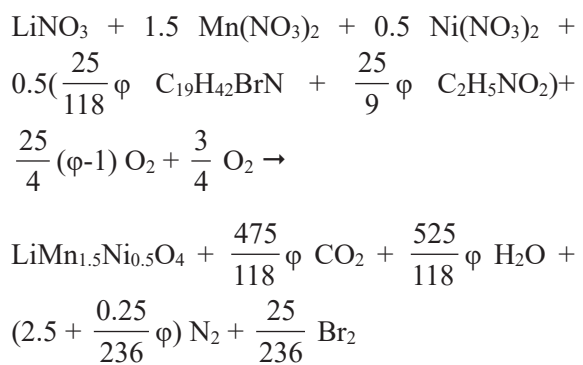 LiNO₃ + 1.5 Mn(NO₃)₂ + 0.5 Ni(NO₃)₂ +
0.5(25/118 φ C₁₉H₄₂BrN + 25/9 φ C₂H₅NO₂)+
25/4 (φ-1) O₂ + 3/4 O₂ →
LiMn₁.₅Ni₀.₅O₄ + 475/118 φ CO₂ + 525/118 φ H₂O +
(2.5 + 0.25/236 φ) N₂ + 25/236 Br₂